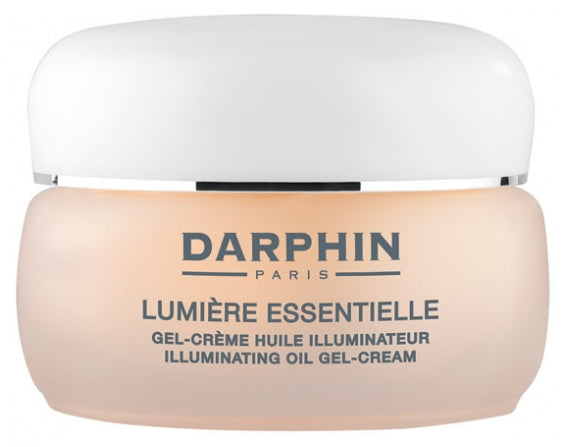 DARPHIN
PARIS
LUMIÈRE ESSENTIELLE
GEL-CRÈME HUILE ILLUMINATEUR
ILLUMINATING OIL GEL-CREAM